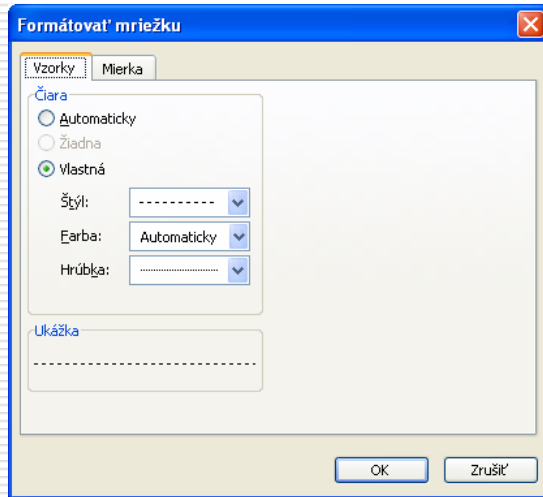 Formátovať mriežku
Vzorky Mierka
Čiara
Automaticky
Žiadna
Vlastná
Štýl:
Farba: Automaticky
Hrúbka:
Ukážka
OK Zrušiť